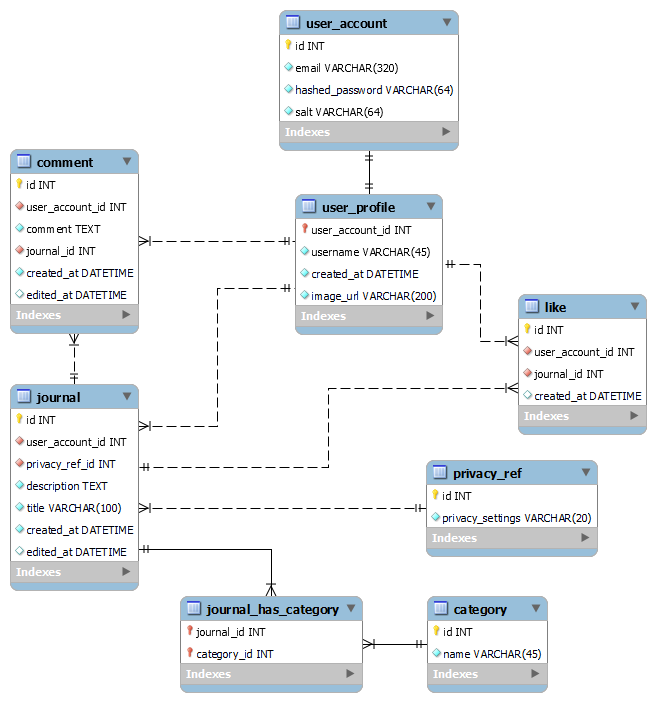 user_account
id INT
email VARCHAR(320)
hashed_password VARCHAR(64)
salt VARCHAR(64)
Indexes
comment
id INT
user_account_id INT
comment TEXT
journal_id INT
created_at DATETIME
edited_at DATETIME
Indexes
user_profile
user_account_id INT
username VARCHAR(45)
created_at DATETIME
image_url VARCHAR(200)
Indexes
like
id INT
user_account_id INT
journal_id INT
created_at DATETIME
Indexes
journal
id INT
user_account_id INT
privacy_ref_id INT
description TEXT
title VARCHAR(100)
created_at DATETIME
edited_at DATETIME
Indexes
privacy_ref
id INT
privacy_settings VARCHAR(20)
Indexes
journal_has_category
journal_id INT
category_id INT
Indexes
category
id INT
name VARCHAR(45)
Indexes